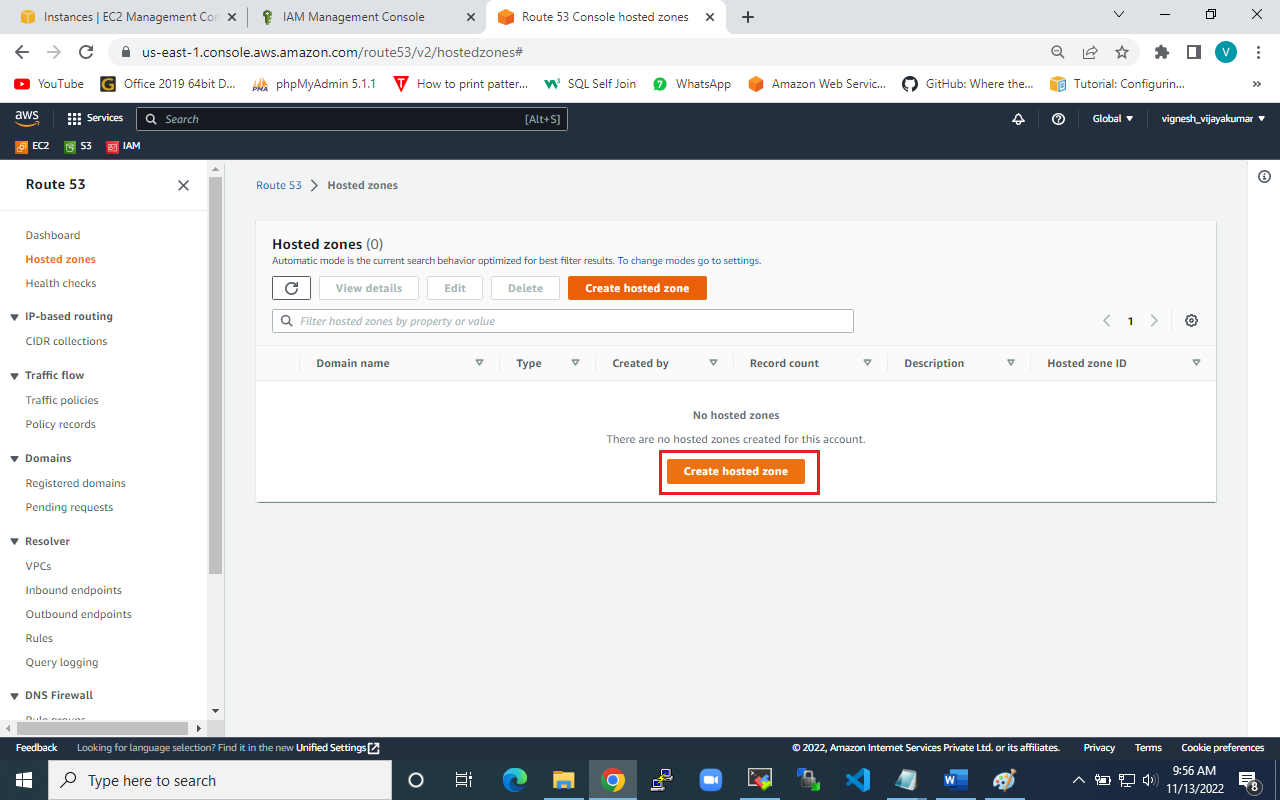 Instances | EC2 Management Con
IAM Management Console
Route 53 Console hosted zones
us-east-1.console.aws.amazon.com/route53/v2/hostedzones#
V
YouTube
Office 2019 64bit D...
phpMyAdmin 5.1.1
How to print patter...
SQL Self Join
WhatsApp
Amazon Web Servic...
GitHub: Where the...
Tutorial: Configurin...
aws
Services
Search
[Alt+S]
Global
vignesh_vijayakumar
EC2
S3
IAM
Route 53
Dashboard
Hosted zones
Health checks
IP-based routing
CIDR collections
Traffic flow
Traffic policies
Policy records
Domains
Registered domains
Pending requests
Resolver
VPCs
Inbound endpoints
Outbound endpoints
Rules
Query logging
DNS Firewall
Rule groups
Route 53 > Hosted zones
Hosted zones (0)
Automatic mode is the current search behavior optimized for best filter results. To change modes go to settings.
View details
Edit
Delete
Create hosted zone
Filter hosted zones by property or value
1
Domain name
Type
Created by
Record count
Description
Hosted zone ID
No hosted zones
There are no hosted zones created for this account.
Create hosted zone
Feedback
Looking for language selection? Find it in the new Unified Settings
© 2022, Amazon Internet Services Private Ltd. or its affiliates.
Privacy
Terms
Cookie preferences
Type here to search
9:56 AM
11/13/2022
8